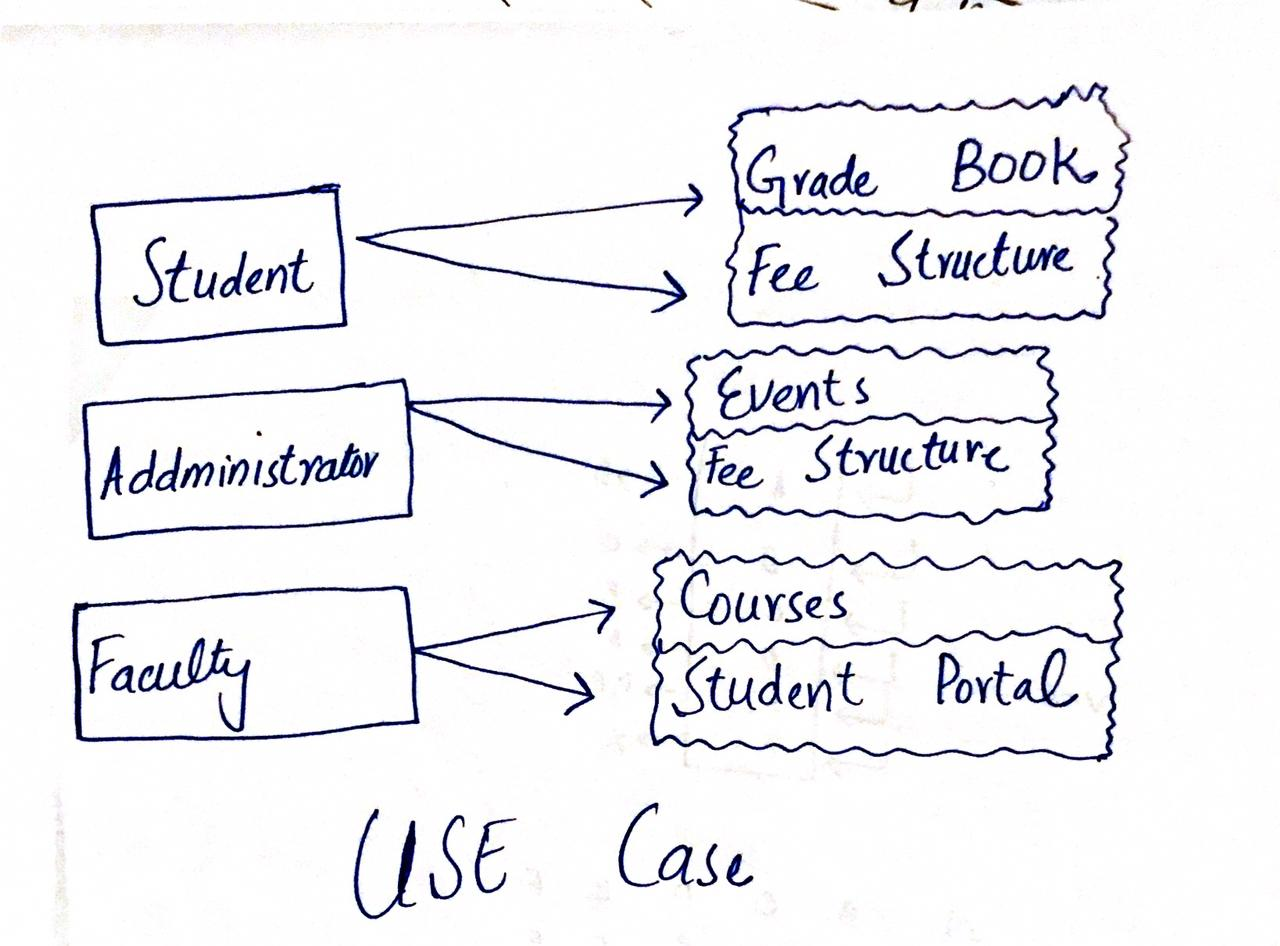 Student
Grade BOOK
Fee Structure
Addministrator
Events
Fee Structure
Faculty
Courses
Student Portal
USE Case